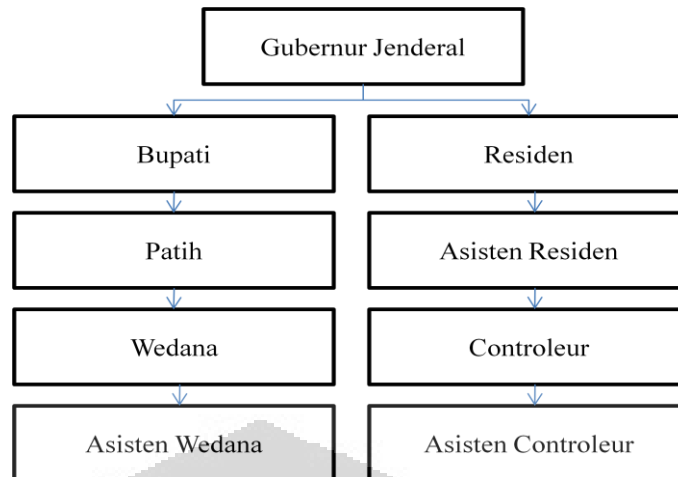 Gubernur Jenderal
Bupati
Residen
Patih
Asisten Residen
Wedana
Controleur
Asisten Wedana
Asisten Controleur